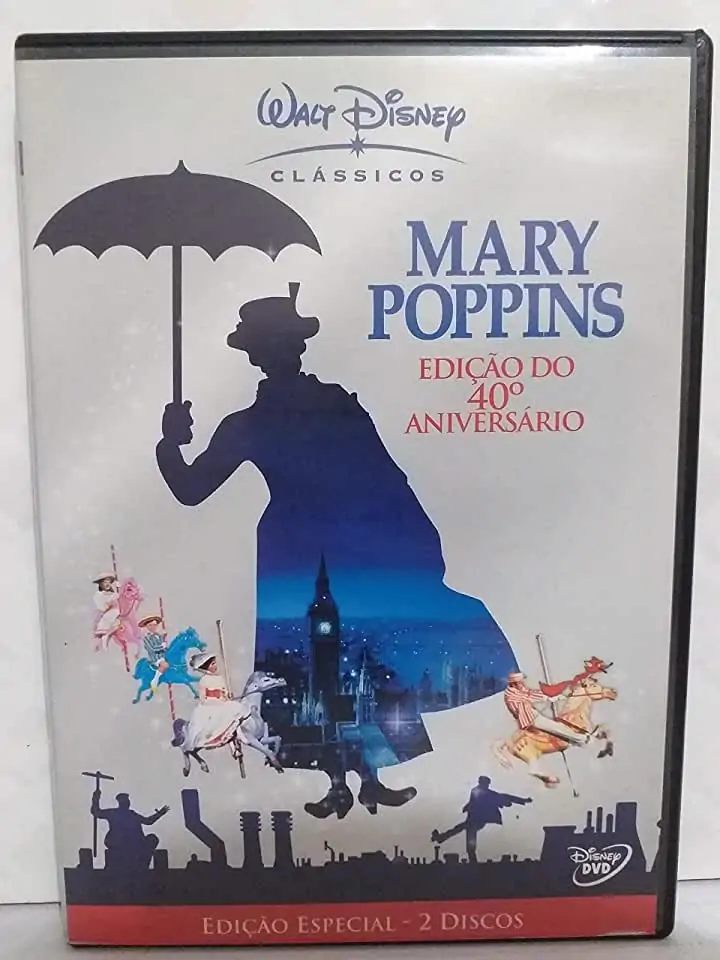 WALT DISNEY
CLÁSSICOS
MARY
POPPINS
EDIÇÃO DO
40º
ANIVERSÁRIO
DISNEY
DVD
EDIÇÃO ESPECIAL - 2 DISCOS